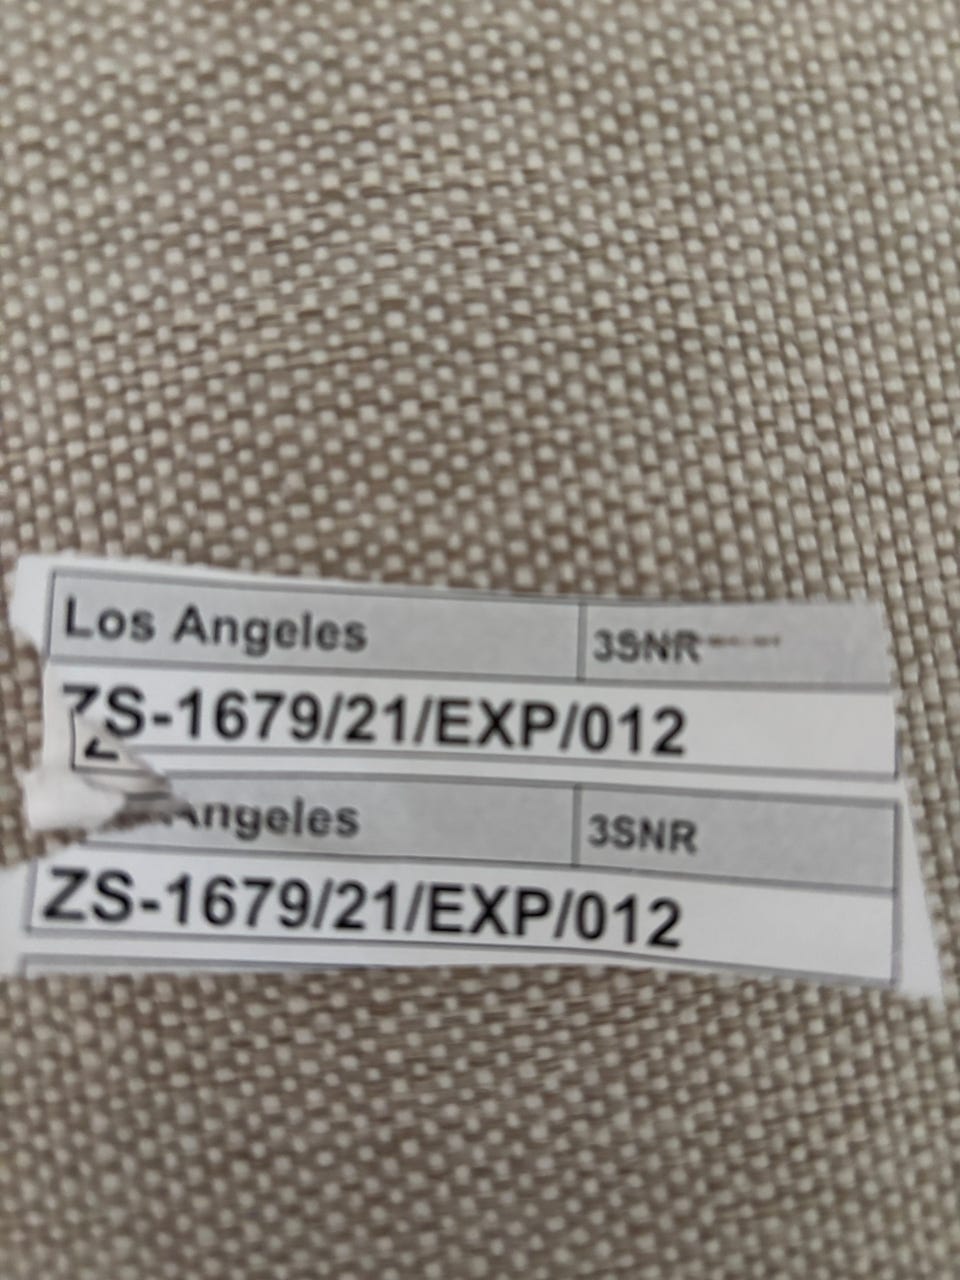 Los Angeles 3SNR
ZS-1679/21/EXP/012
Angeles 3SNR
ZS-1679/21/EXP/012